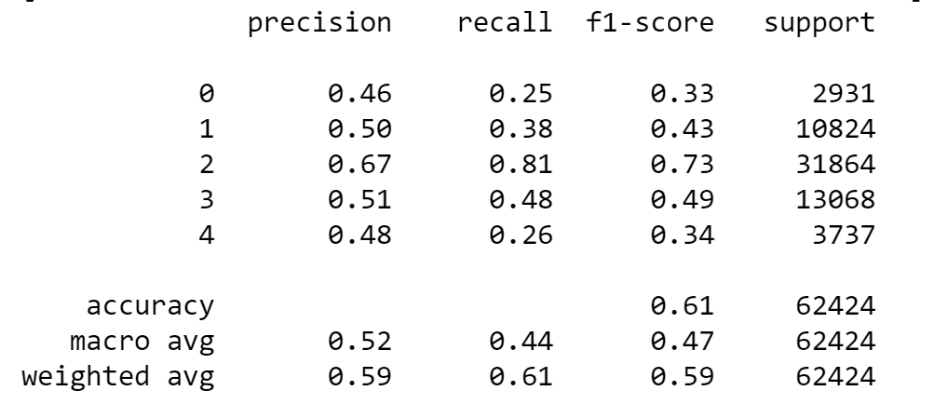 precision recall f1-score support
0 0.46 0.25 0.33 2931
1 0.50 0.38 0.43 10824
2 0.67 0.81 0.73 31864
3 0.51 0.48 0.49 13068
4 0.48 0.26 0.34 3737
accuracy 0.61 62424
macro avg 0.52 0.44 0.47 62424
weighted avg 0.59 0.61 0.59 62424